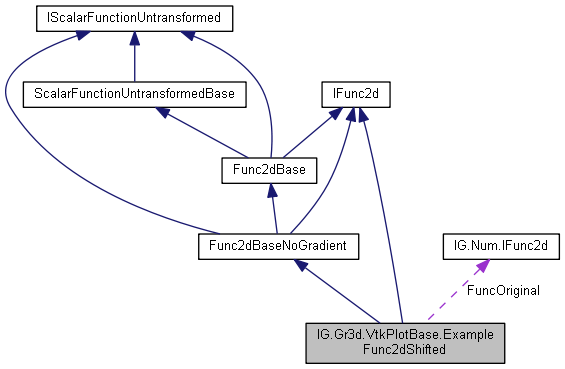 IScalarFunctionUntransformed
ScalarFunctionUntransformedBase
IFunc2d
Func2dBase
Func2dBaseNoGradient
IG.Num.IFunc2d
FuncOriginal
IG.Gr3d.VtkPlotBase.Example
Func2dShifted